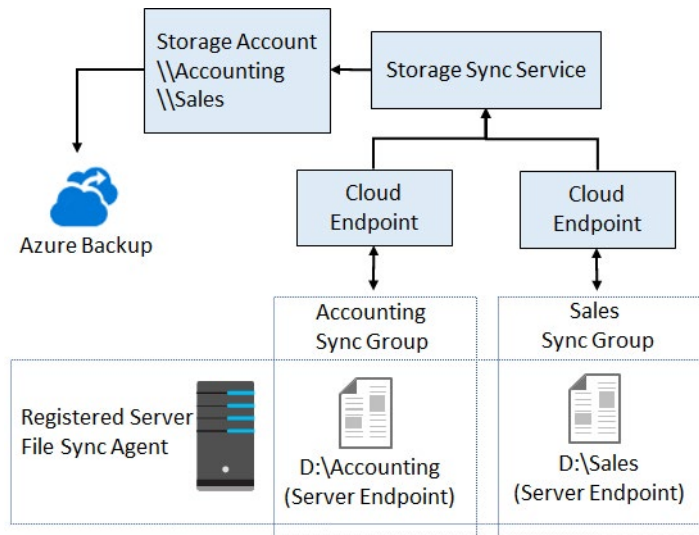 Storage Account
\\Accounting
\\Sales
Storage Sync Service
Cloud
Endpoint
Cloud
Endpoint
Azure Backup
Accounting
Sync Group
Sales
Sync Group
Registered Server
File Sync Agent
D:\Accounting
(Server Endpoint)
D:\Sales
(Server Endpoint)